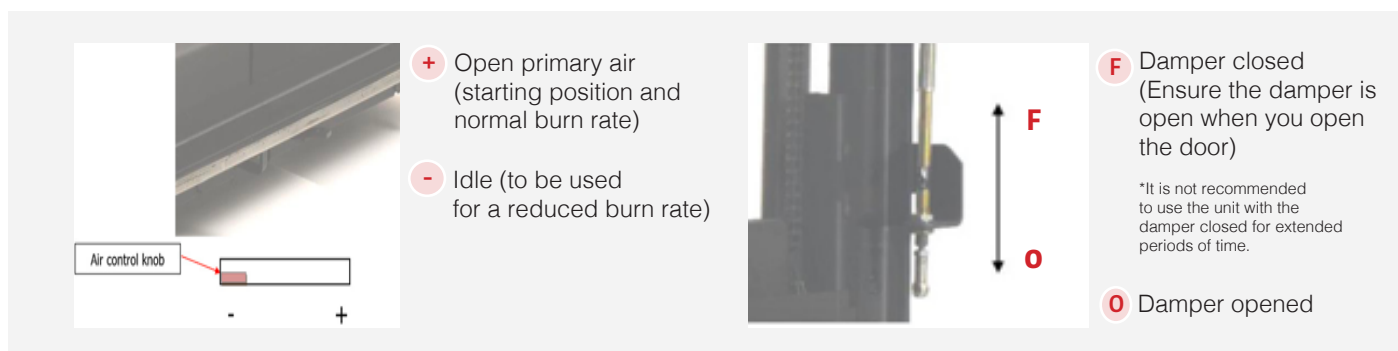 + Open primary air
(starting position and
normal burn rate)
- Idle (to be used
for a reduced burn rate)
Air control knob
- +
F
O
F Damper closed
(Ensure the damper is
open when you open
the door)
*It is not recommended
to use the unit with the
damper closed for extended
periods of time.
O Damper opened